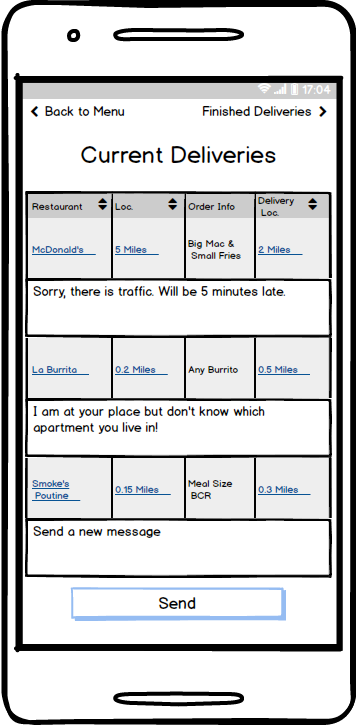 17:04
Back to Menu Finished Deliveries
Current Deliveries
Restaurant Loc. Order Info Delivery
Loc.
McDonald's 5 Miles Big Mac & 2 Miles
Small Fries
Sorry, there is traffic. Will be 5 minutes late.
La Burrita 0.2 Miles Any Burrito 0.5 Miles
I am at your place but don't know which
apartment you live in!
Smoke's 0.15 Miles Meal Size 0.3 Miles
Poutine BCR
Send a new message
Send